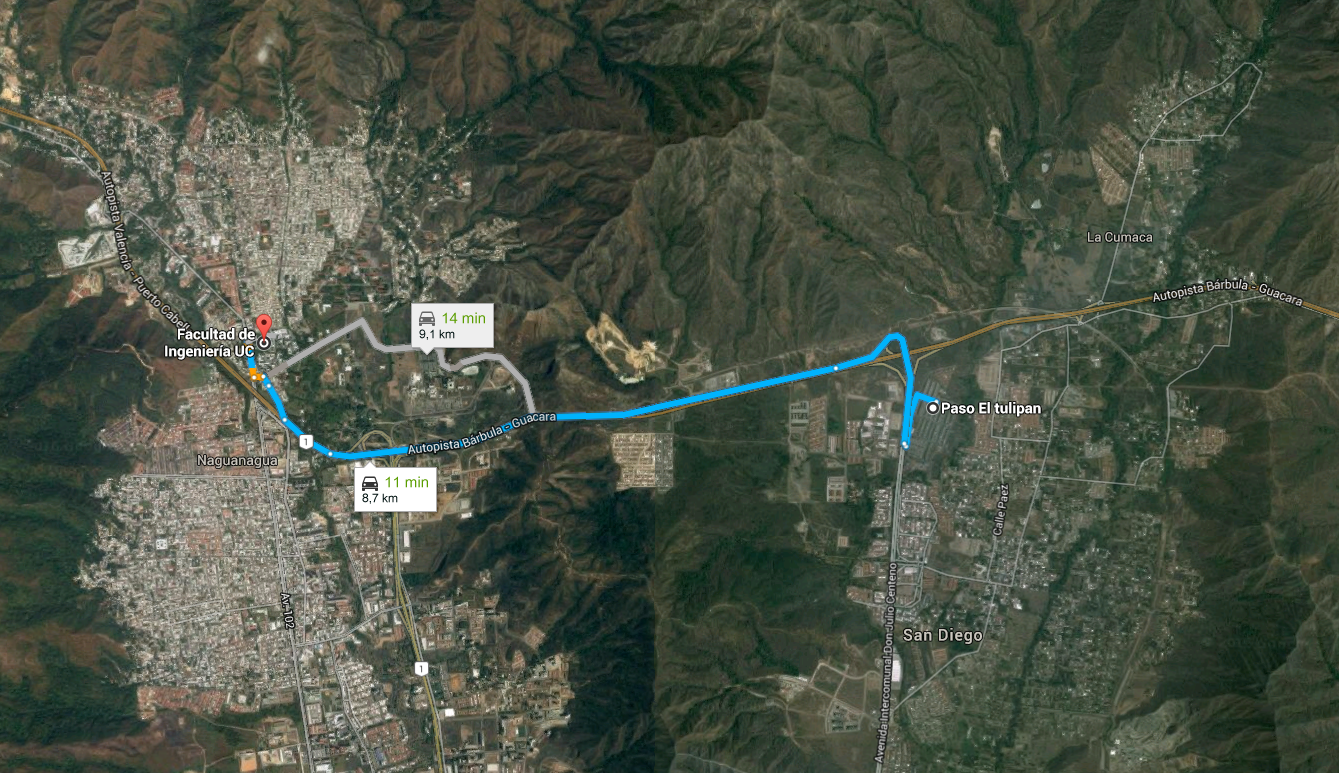 La Cumaca
Autopista Valencia - Puerto Cabell
Autopista Bárbula - Guacara
14 min
9,1 km
Facultad de
Ingeniería UC
Paso El tulipan
Autopista Bárbula - Guacara
1
Naguanagua
11 min
8,7 km
Calle Paez
Av 102
San Diego
Avenida Intercomunal Don Julio Centeno
1